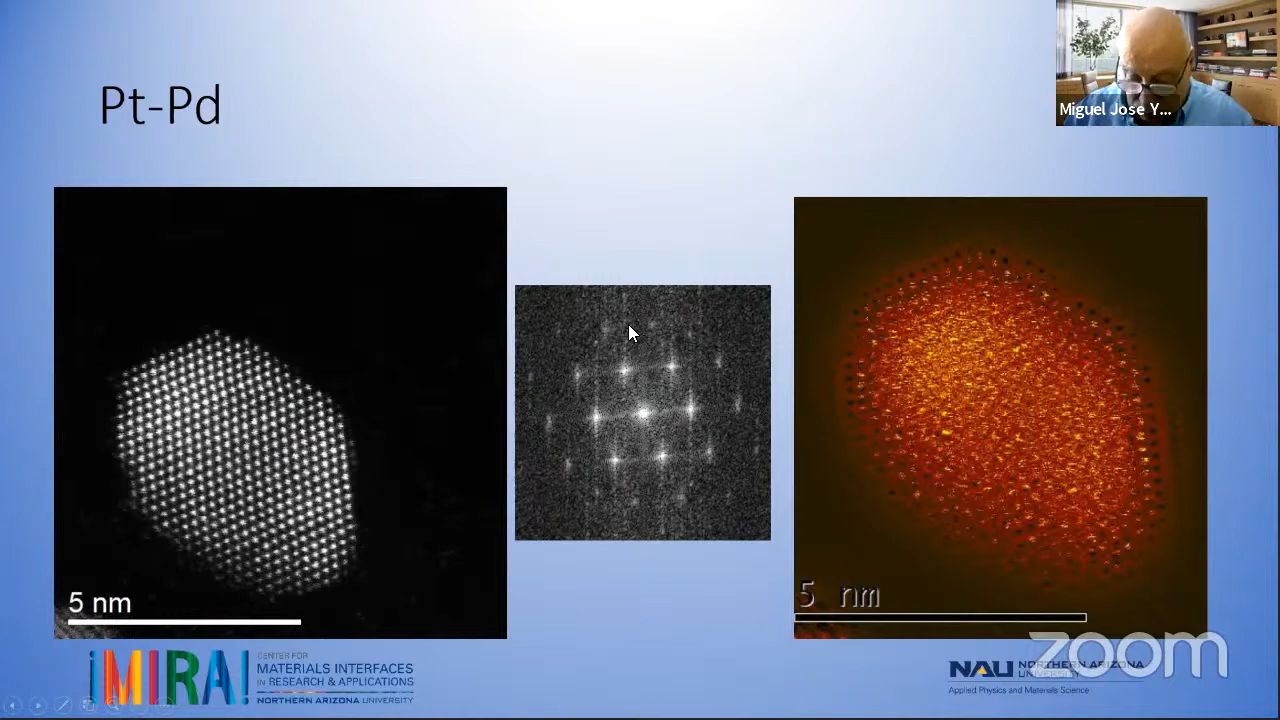 Pt-Pd
Miguel Jose Y...
5 nm
5 nm
¡MIRA!
CENTER FOR
MATERIALS INTERFACES
IN RESEARCH & APPLICATIONS
NORTHERN ARIZONA UNIVERSITY
NAU NORTHERN ARIZONA
UNIVERSITY
Applied Physics and Materials Science
zoom